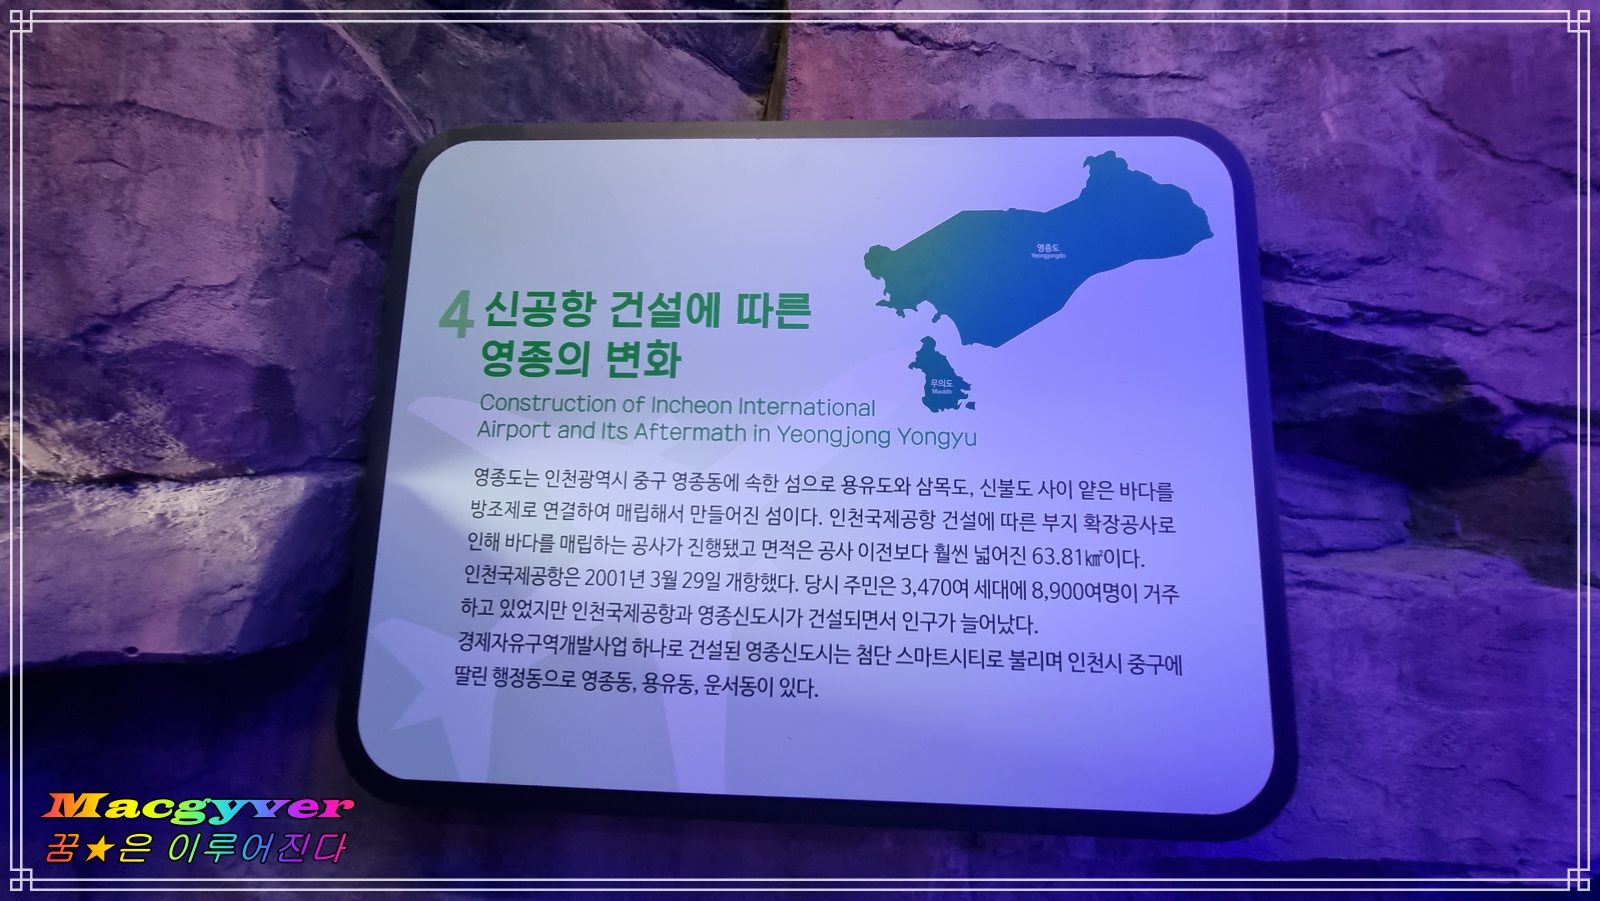 영종도
Yeongjongdo
4 신공항 건설에 따른
영종의 변화
무의도
Muuido
Construction of Incheon International
Airport and Its Aftermath in Yeongjong Yongyu
영종도는 인천광역시 중구 영종동에 속한 섬으로 용유도와 삼목도, 신불도 사이 얕은 바다를
방조제로 연결하여 매립해서 만들어진 섬이다. 인천국제공항 건설에 따른 부지 확장공사로
인해 바다를 매립하는 공사가 진행됐고 면적은 공사 이전보다 훨씬 넓어진 63.81㎢이다.
인천국제공항은 2001년 3월 29일 개항했다. 당시 주민은 3,470여 세대에 8,900여명이 거주
하고 있었지만 인천국제공항과 영종신도시가 건설되면서 인구가 늘어났다.
경제자유구역개발사업 하나로 건설된 영종신도시는 첨단 스마트시티로 불리며 인천시 중구에
딸린 행정동으로 영종동, 용유동, 운서동이 있다.
Macgyver
꿈★은 이루어진다